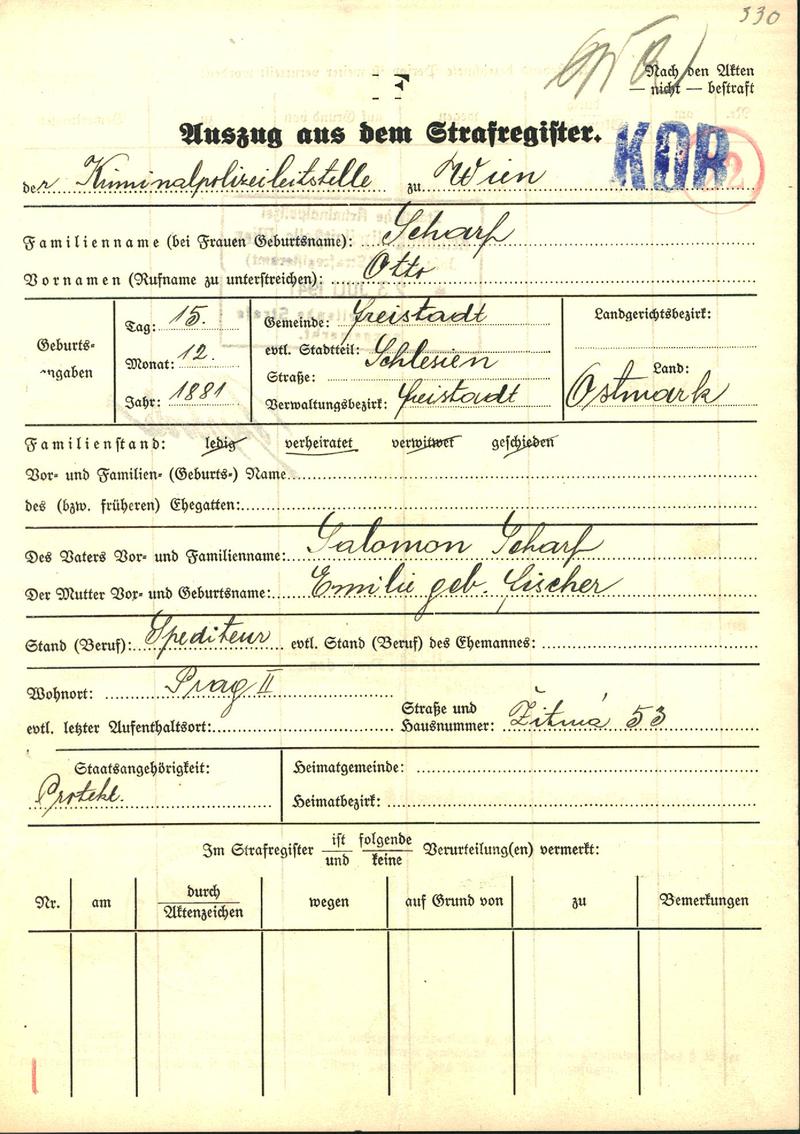 330
Nach den Akten
— nicht — bestraft
F
Auszug aus dem Strafregister.
KOB
der Kriminalpolizeileitstelle zu Wien
Familienname (bei Frauen Geburtsname): Scharf
Vornamen (Rufname zu unterstreichen): Otto
Geburts-
angaben
Tag: 15.
Monat: 12.
Jahr: 1881
Gemeinde: Freistadt
evtl. Stadtteil: Schlesien
Straße:
Verwaltungsbezirk: Freistadt
Landgerichtsbezirk:
Land:
Ostmark
Familienstand: ledig verheiratet verwitwet geschieden
Vor- und Familien- (Geburts-) Name
des (bzw. früheren) Ehegatten:
Des Vaters Vor- und Familienname: Salomon Scharf
Der Mutter Vor- und Geburtsname: Emilie geb. Fischer
Stand (Beruf): Spediteur evtl. Stand (Beruf) des Ehemannes:
Wohnort: Prag II
evtl. letzter Aufenthaltsort:
Straße und
Hausnummer: Žitmá 53
Staatsangehörigkeit:
Protekt.
Heimatgemeinde:
Heimatbezirk:
Im Strafregister ist und folgende keine Verurteilung(en) vermerkt:
Nr. am durch Aktenzeichen wegen auf Grund von zu Bemerkungen